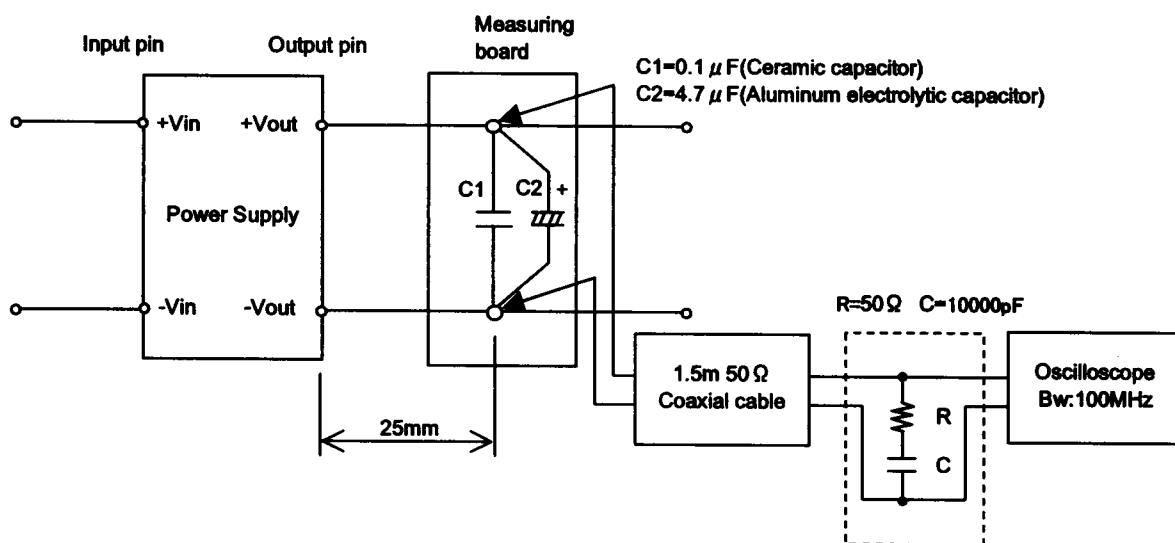 Measuring
board
Input pin
Output pin
C1=0.1 μF(Ceramic capacitor)
C2=4.7 μF(Aluminum electrolytic capacitor)
+Vin
+Vout
C1
C2
+
Power Supply
-Vin
-Vout
R=50Ω C=10000pF
1.5m 50Ω
Coaxial cable
Oscilloscope
Bw:100MHz
R
C
25mm